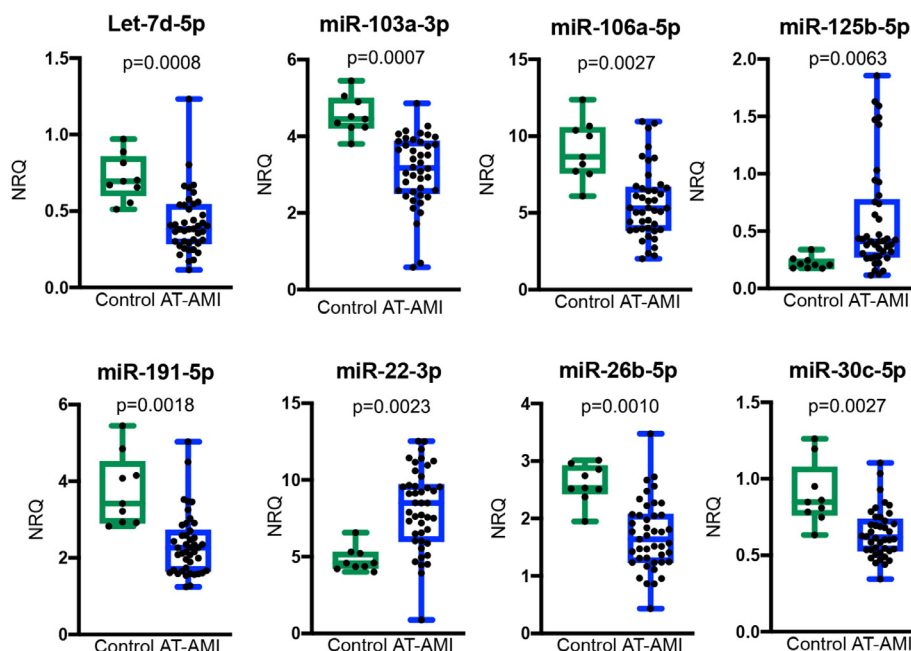 Let-7d-5p
p=0.0008
NRQ
1.5
1.0
0.5
0.0
Control AT-AMI
miR-103a-3p
p=0.0007
NRQ
6
4
2
0
Control AT-AMI
miR-106a-5p
p=0.0027
NRQ
15
10
5
0
Control AT-AMI
miR-125b-5p
p=0.0063
NRQ
2.0
1.5
1.0
0.5
0.0
Control AT-AMI
miR-191-5p
p=0.0018
NRQ
6
4
2
0
Control AT-AMI
miR-22-3p
p=0.0023
NRQ
15
10
5
0
Control AT-AMI
miR-26b-5p
p=0.0010
NRQ
4
3
2
1
0
Control AT-AMI
miR-30c-5p
p=0.0027
NRQ
1.5
1.0
0.5
0.0
Control AT-AMI